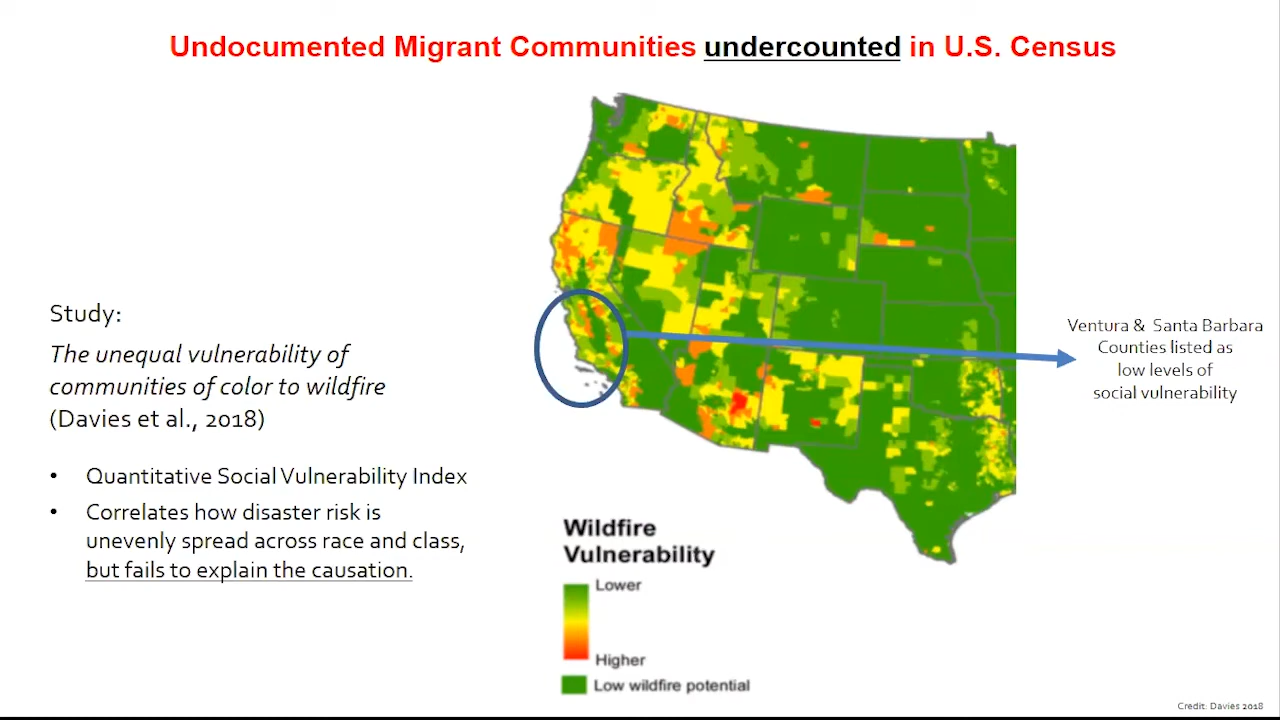 Undocumented Migrant Communities undercounted in U.S. Census
Study:
The unequal vulnerability of
communities of color to wildfire
(Davies et al., 2018)
• Quantitative Social Vulnerability Index
• Correlates how disaster risk is
unevenly spread across race and class,
but fails to explain the causation.
Ventura & Santa Barbara
Counties listed as
low levels of
social vulnerability
Wildfire
Vulnerability
Lower
Higher
Low wildfire potential
Credit: Davies 2018